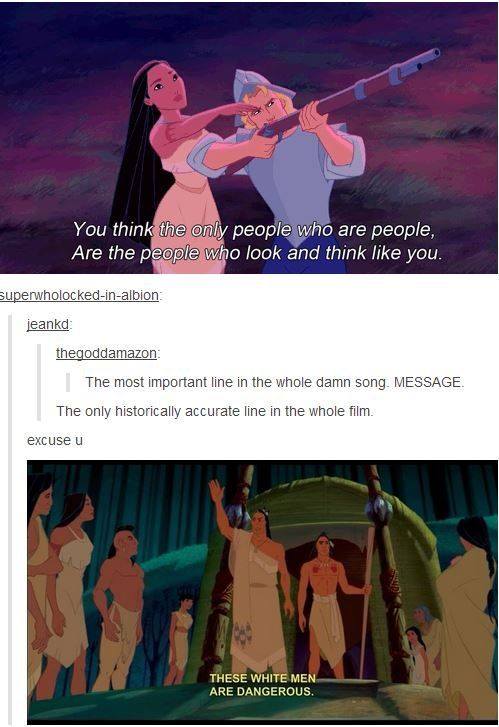 You think the only people who are people,
Are the people who look and think like you.
superwholocked-in-albion:
jeankd:
thegoddamazon:
The most important line in the whole damn song. MESSAGE.
The only historically accurate line in the whole film.
excuse u
THESE WHITE MEN
ARE DANGEROUS.